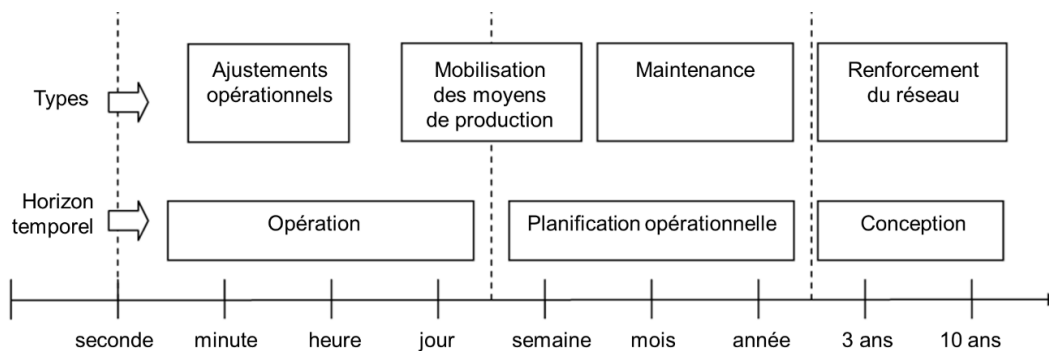 Types
Ajustements
opérationnels
Mobilisation
des moyens
de production
Maintenance
Renforcement
du réseau
Horizon
temporel
Opération
Planification opérationnelle
Conception
seconde
minute
heure
jour
semaine
mois
année
3 ans
10 ans